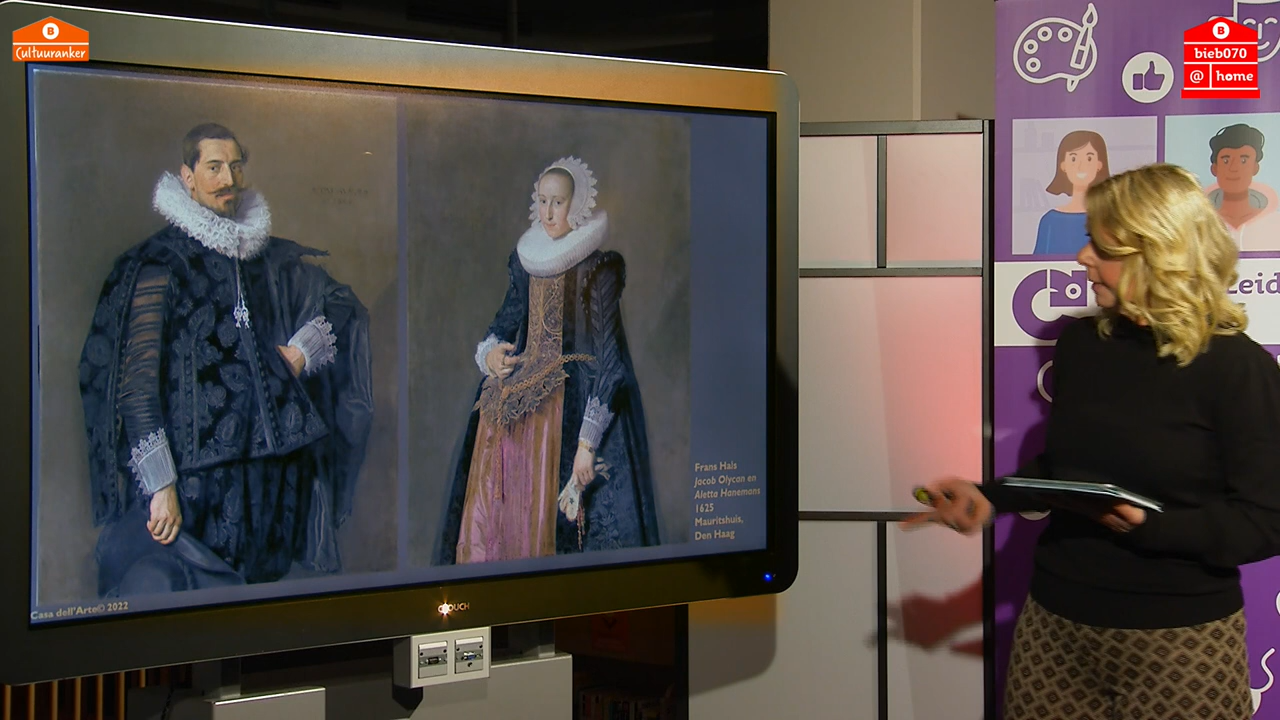 B
Cultuuranker
B
bieb070
@ home
Leid
Frans Hals
Jacob Olycan en
Aletta Hanemans
1625
Mauritshuis,
Den Haag
Casa dell'Arte© 2022
CTOUCH